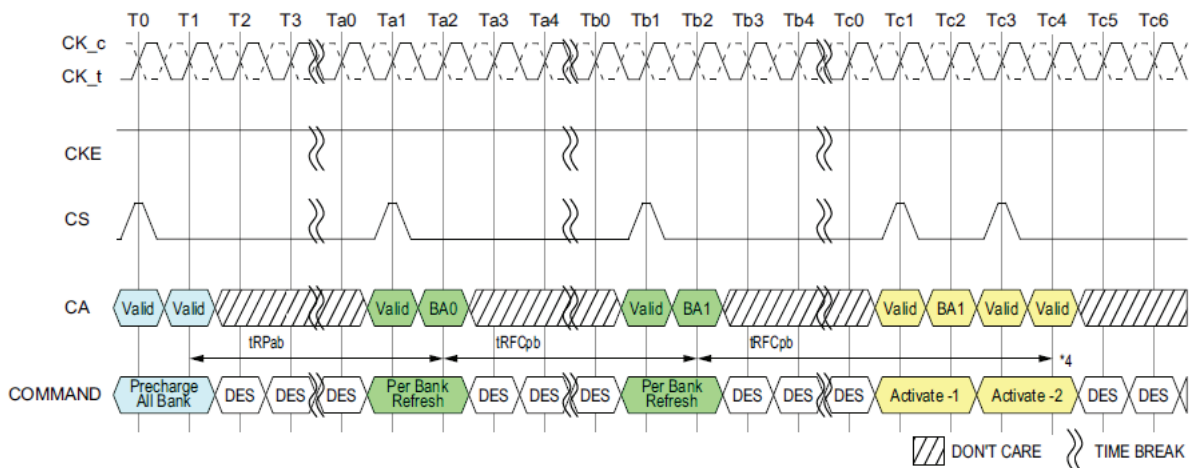 T0 T1 T2 T3 Ta0 Ta1 Ta2 Ta3 Ta4 Tb0 Tb1 Tb2 Tb3 Tb4 Tc0 Tc1 Tc2 Tc3 Tc4 Tc5 Tc6
CK_c
CK_t
CKE
CS
CA Valid Valid Valid BA0 Valid BA1 Valid BA1 Valid Valid
tRPab tRFCpb tRFCpb *4
COMMAND Precharge All Bank DES DES DES Per Bank Refresh DES DES DES Per Bank Refresh DES DES DES Activate -1 Activate -2 DES DES
DON'T CARE TIME BREAK